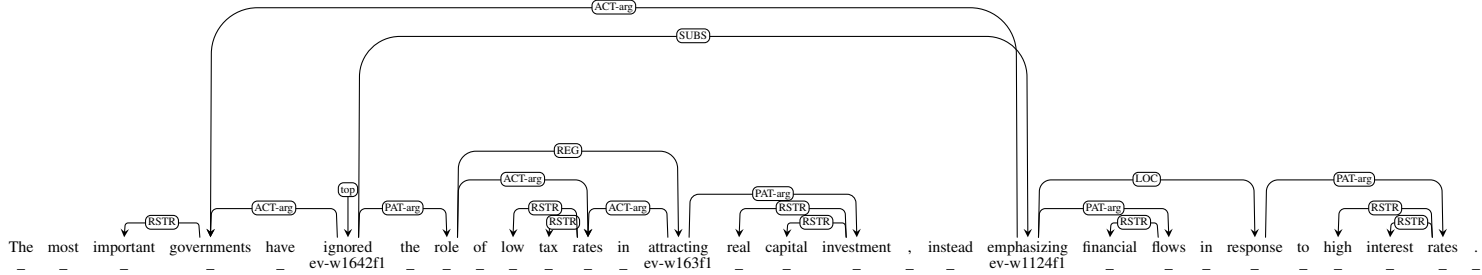 ACT-arg
SUBS
REG
top ACT-arg LOC PAT-arg
PAT-arg
RSTR ACT-arg PAT-arg RSTR ACT-arg RSTR PAT-arg RSTR
RSTR RSTR RSTR RSTR
The most important governments have ignored the role of low tax rates in attracting real capital investment , instead emphasizing financial flows in response to high interest rates .
_ _ _ _ _ ev-w1642f1 _ _ _ _ _ _ _ ev-w163f1 _ _ _ _ _ ev-w1124f1 _ _ _ _ _ _ _ _ _